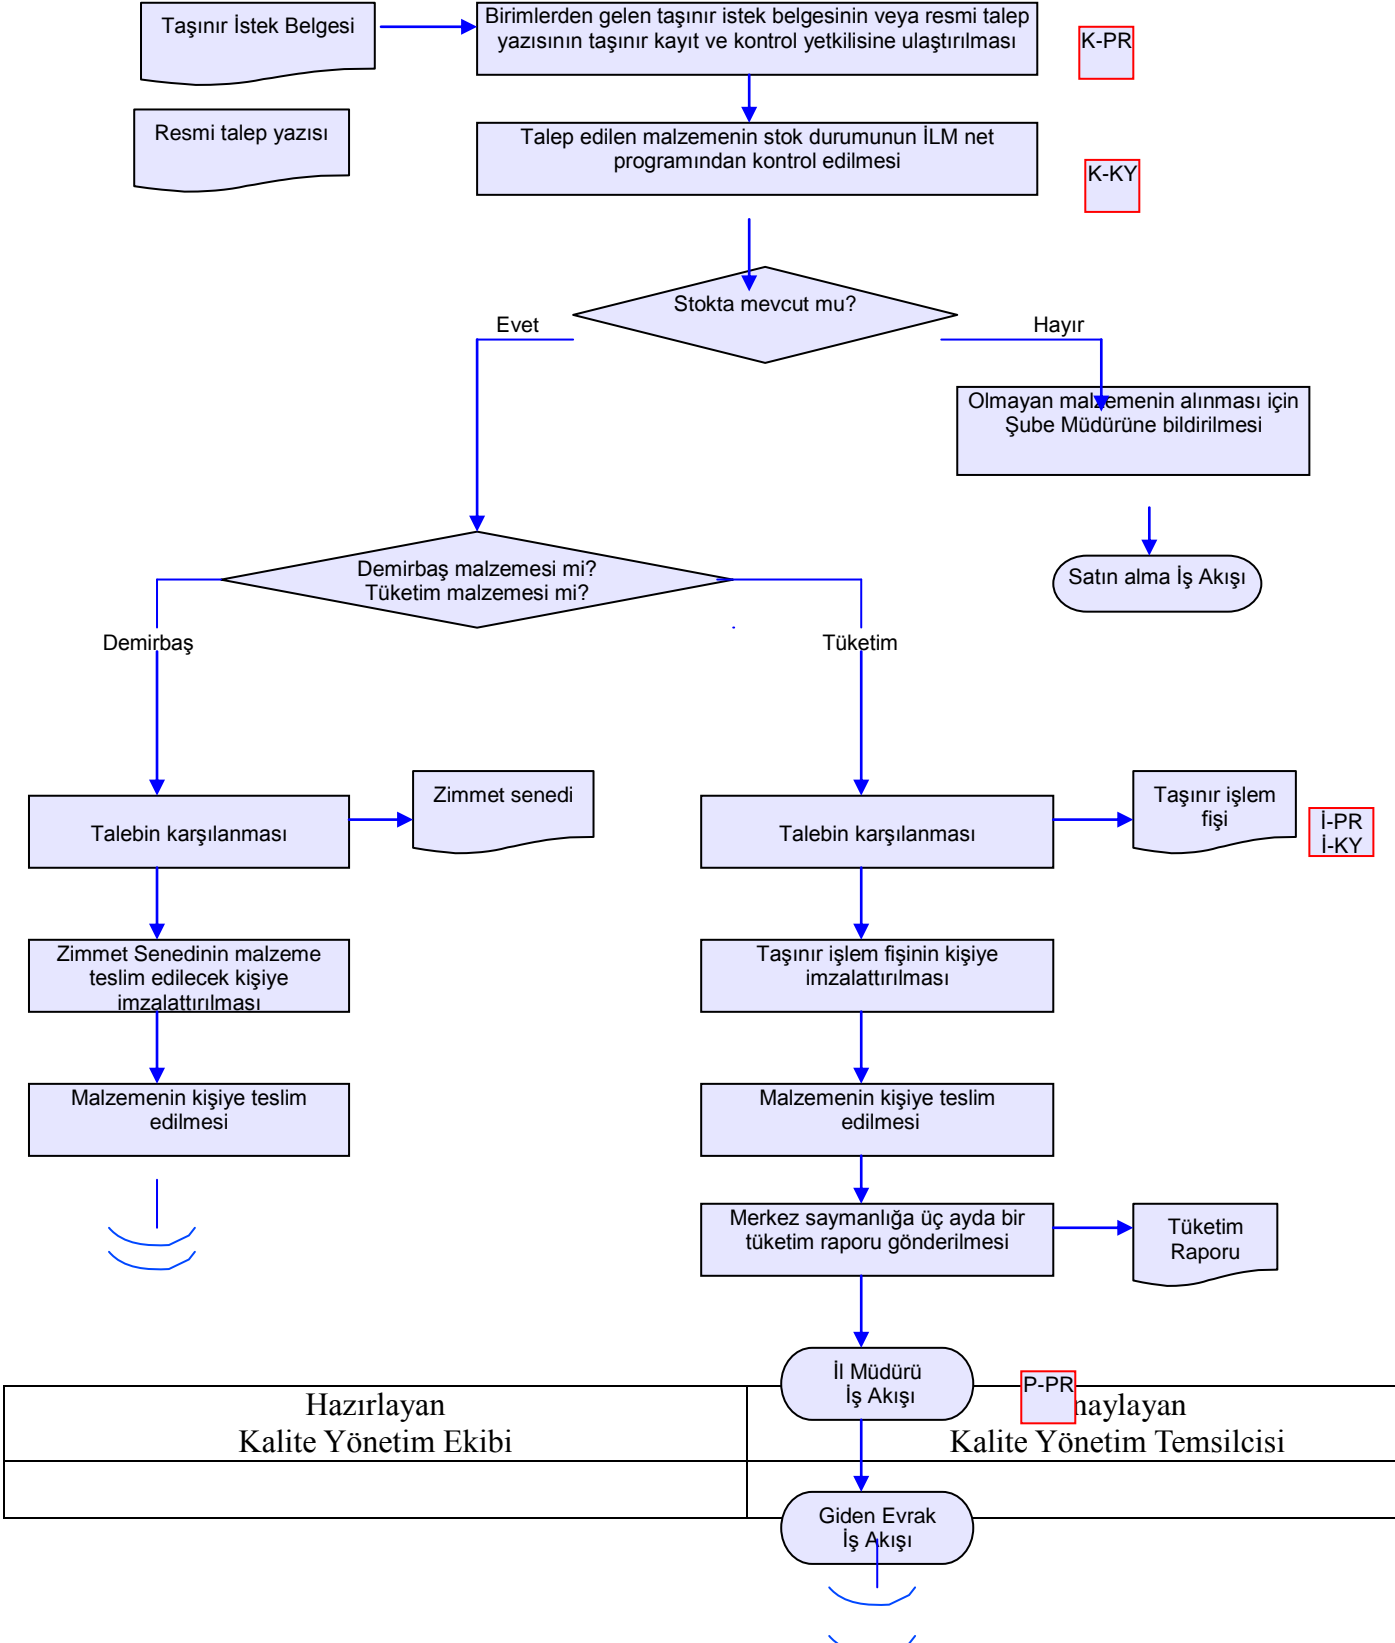 Taşınır İstek Belgesi
Birimlerden gelen taşınır istek belgesinin veya resmi talep
yazısının taşınır kayıt ve kontrol yetkilisine ulaştırılması
K-PR
Resmi talep yazısı
Talep edilen malzemenin stok durumunun İLM net
programından kontrol edilmesi
K-KY
Stokta mevcut mu?
Evet
Hayır
Olmayan malzemenin alınması için
Şube Müdürüne bildirilmesi
Satın alma İş Akışı
Demirbaş malzemesi mi?
Tüketim malzemesi mi?
Demirbaş
Tüketim
Talebin karşılanması
Zimmet senedi
Talebin karşılanması
Taşınır işlem
fişi
İ-PR
İ-KY
Zimmet Senedinin malzeme
teslim edilecek kişiye
imzalattırılması
Taşınır işlem fişinin kişiye
imzalattırılması
Malzemenin kişiye teslim
edilmesi
Malzemenin kişiye teslim
edilmesi
Merkez saymanlığa üç ayda bir
tüketim raporu gönderilmesi
Tüketim
Raporu
İl Müdürü
İş Akışı
P-PR
Hazırlayan
Kalite Yönetim Ekibi
naylayan
Kalite Yönetim Temsilcisi
Giden Evrak
İş Akışı